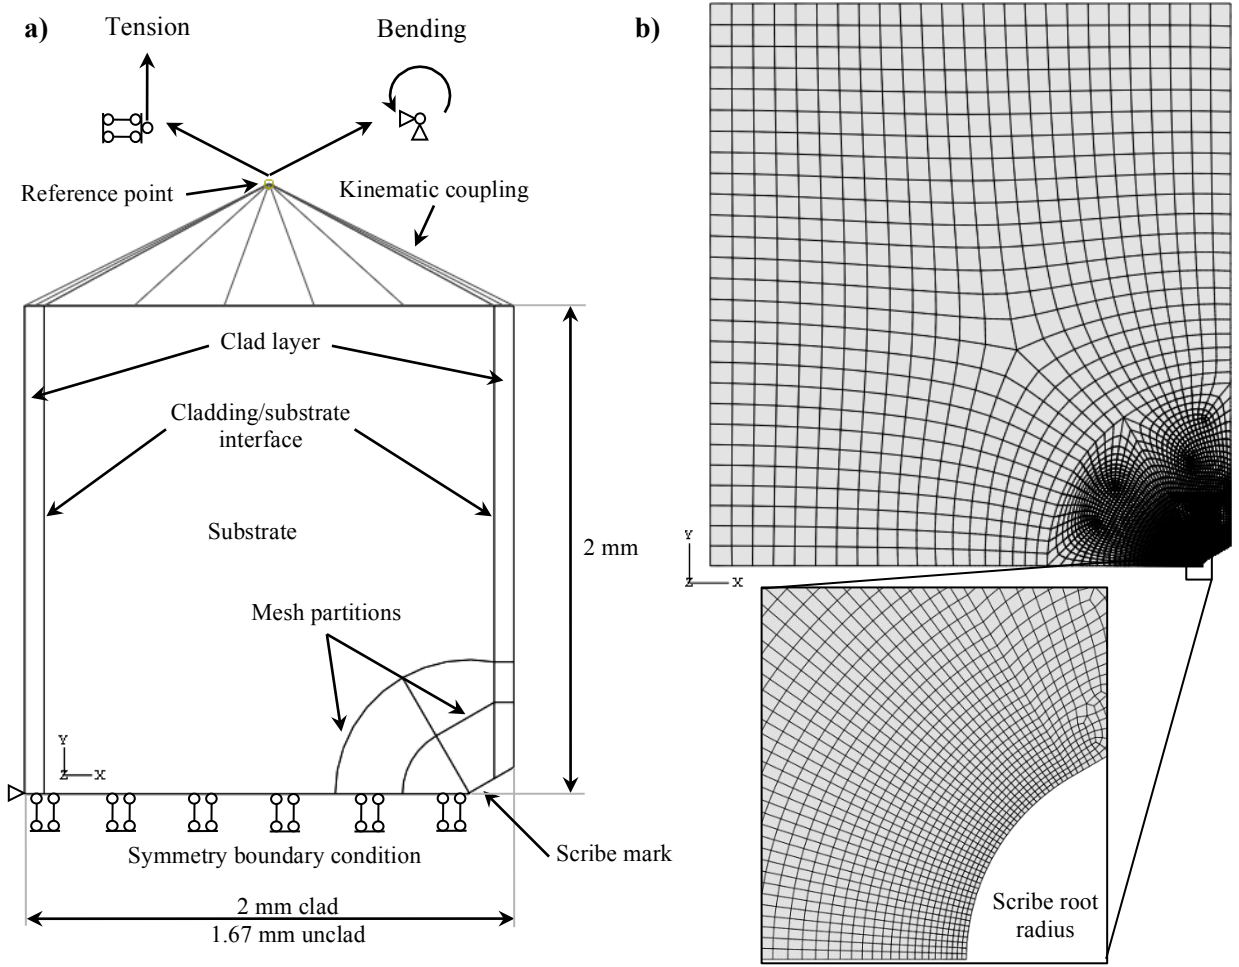 a)
Tension
Bending
Reference point
Kinematic coupling
Clad layer
Cladding/substrate
interface
Substrate
2 mm
Mesh partitions
Y
Z
X
Symmetry boundary condition
Scribe mark
2 mm clad
1.67 mm unclad
b)
Y
Z
X
Scribe root
radius